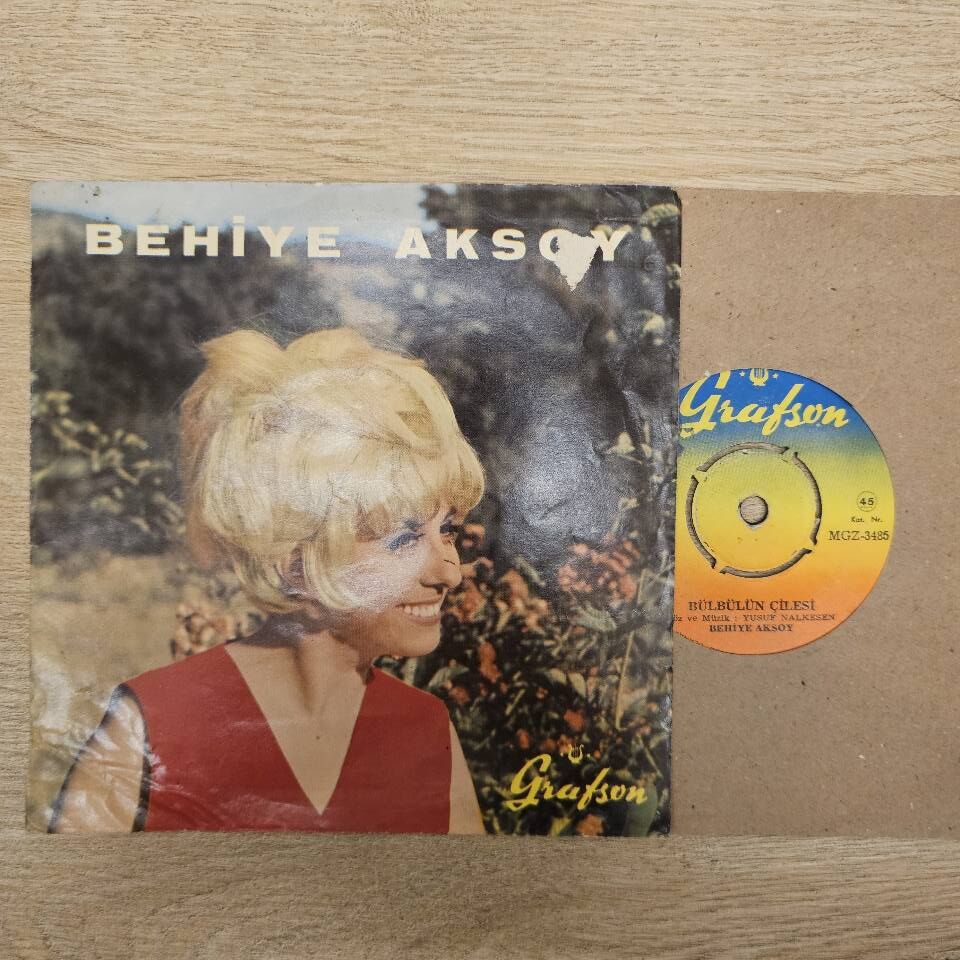 BEHİYE AKSOY
Grafson
Grafson
45
Kat. Nr.
MGZ-3485
BÜLBÜLÜN ÇİLESİ
ve Müzik : YUSUF NALKESEN
BEHİYE AKSOY